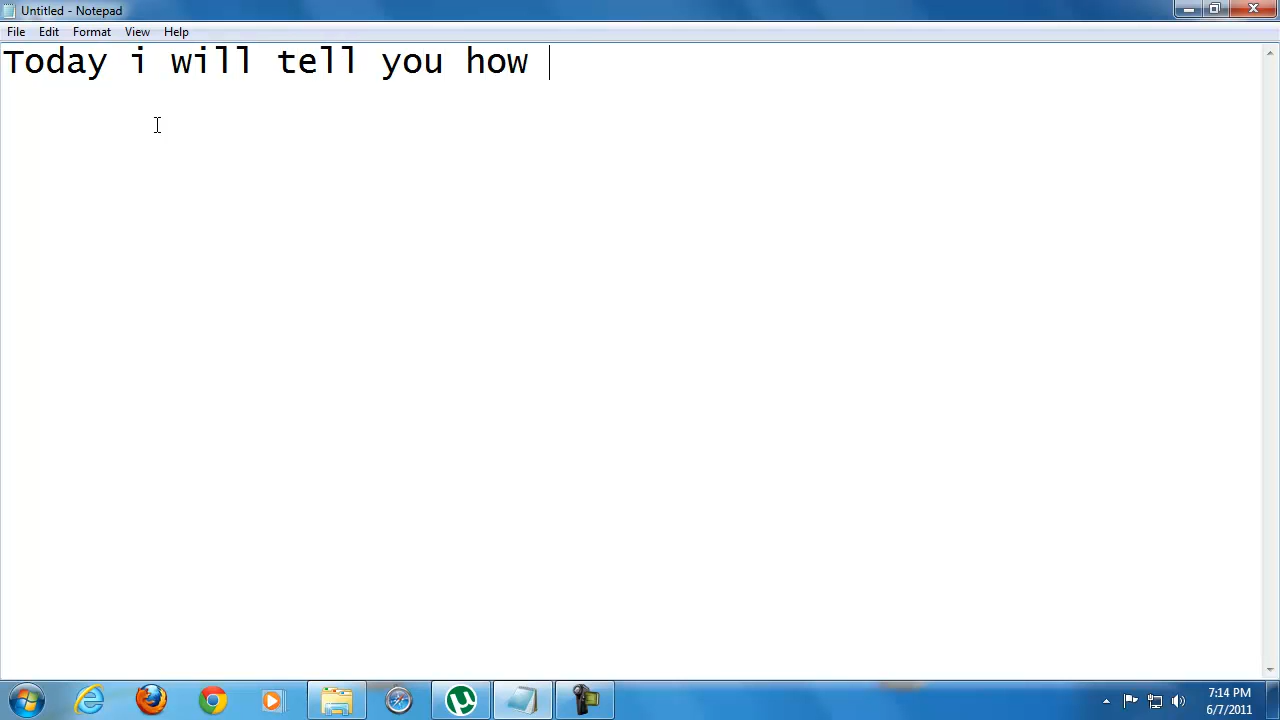 Untitled - Notepad
File Edit Format View Help
Today i will tell you how
7:14 PM
6/7/2011